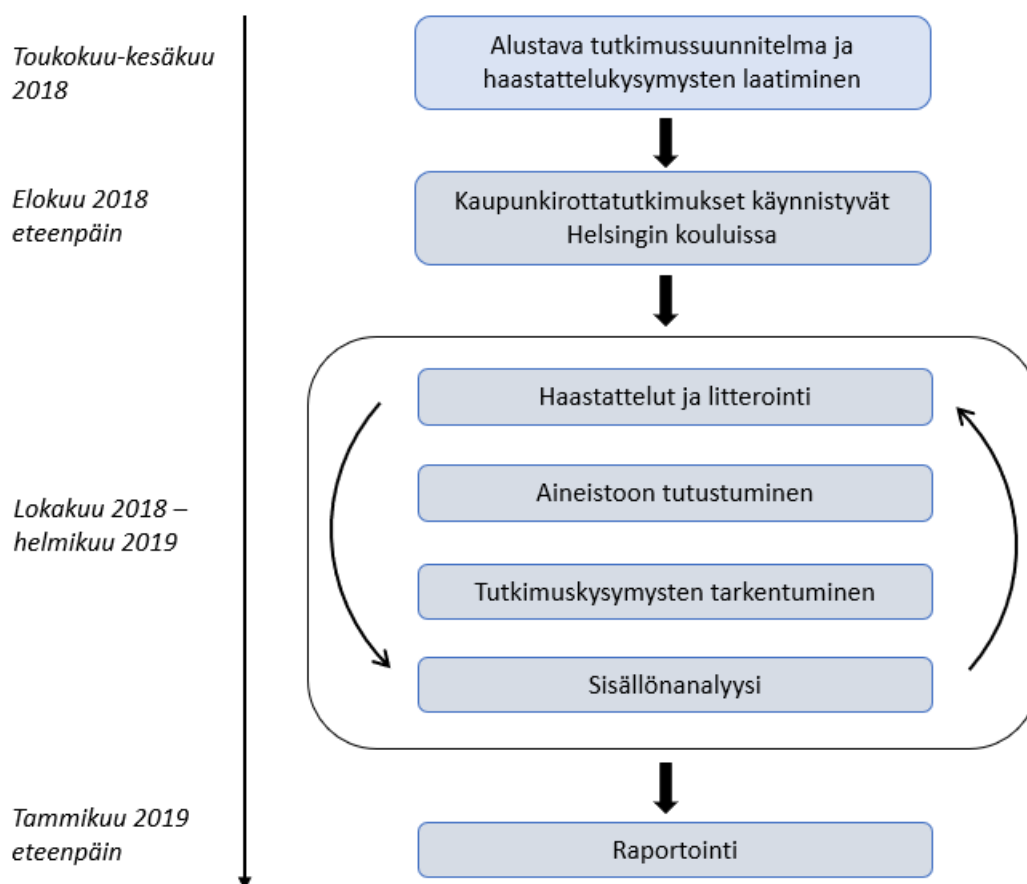 Toukokuu-kesäkuu
2018
Alustava tutkimussuunnitelma ja
haastattelukysymysten laatiminen
Elokuu 2018
eteenpäin
Kaupunkirottatutkimukset käynnistyvät
Helsingin kouluissa
Lokakuu 2018 –
helmikuu 2019
Haastattelut ja litterointi
Aineistoon tutustuminen
Tutkimuskysymysten tarkentuminen
Sisällönanalyysi
Tammikuu 2019
eteenpäin
Raportointi